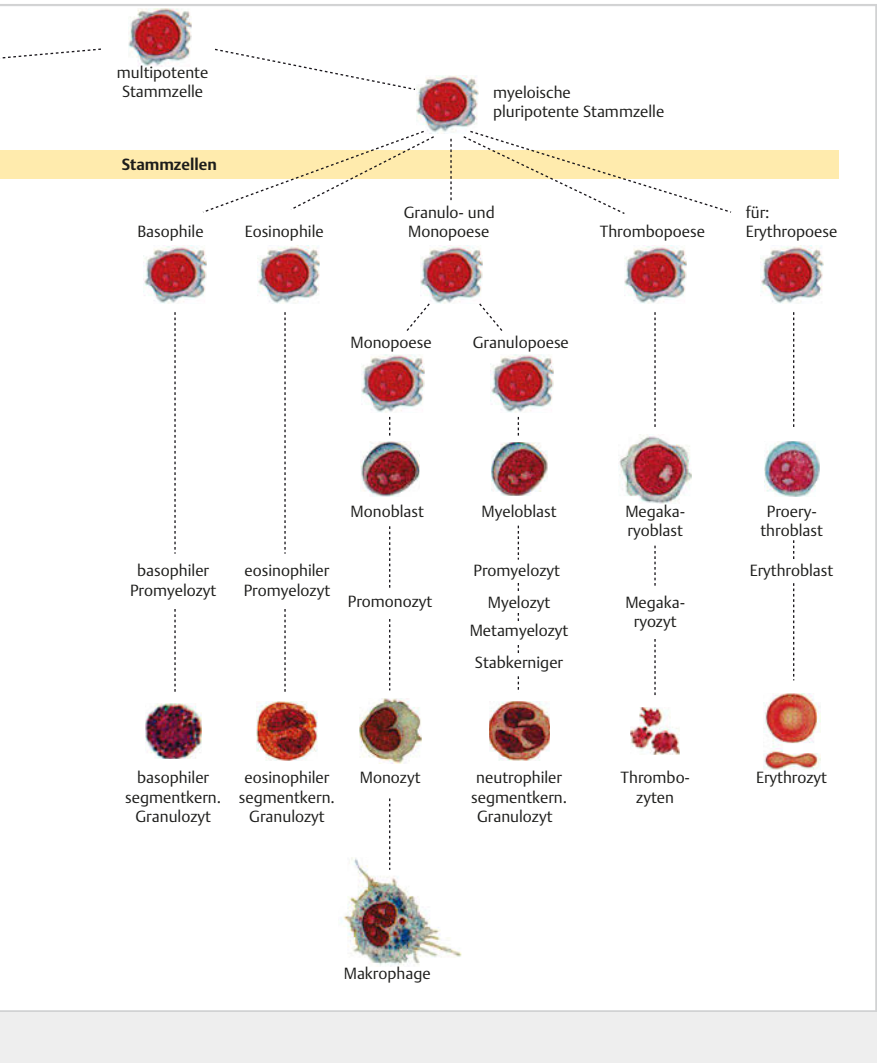 multipotente
Stammzelle
myeloische
pluripotente Stammzelle
Stammzellen
Basophile
Eosinophile
Granulo- und
Monopoese
Thrombopoese
für:
Erythropoese
Monopoese
Granulopoese
Monoblast
Myeloblast
Megaka-
ryoblast
Proery-
throblast
basophiler
Promyelozyt
eosinophiler
Promyelozyt
Promonozyt
Promyelozyt
Myelozyt
Metamyelozyt
Stabkerniger
Megaka-
ryozyt
Erythroblast
basophiler
segmentkern.
Granulozyt
eosinophiler
segmentkern.
Granulozyt
Monozyt
neutrophiler
segmentkern.
Granulozyt
Thrombo-
zyten
Erythrozyt
Makrophage